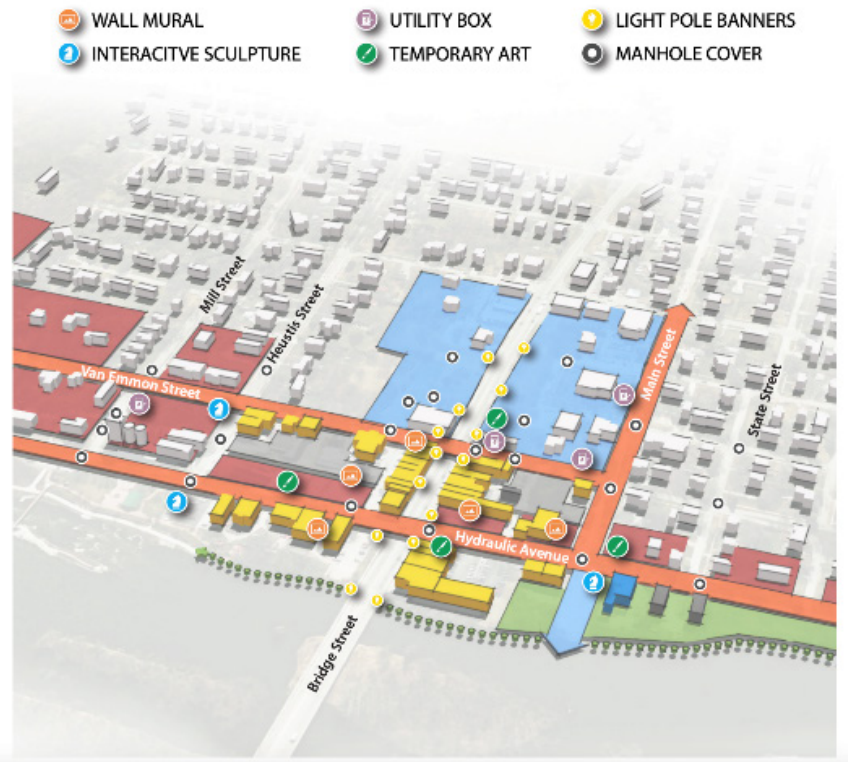 WALL MURAL
UTILITY BOX
LIGHT POLE BANNERS
INTERACITVE SCULPTURE
TEMPORARY ART
MANHOLE COVER
Mill Street
Heustis Street
Van Emmon Street
Main Street
State Street
Hydraulic Avenue
Bridge Street